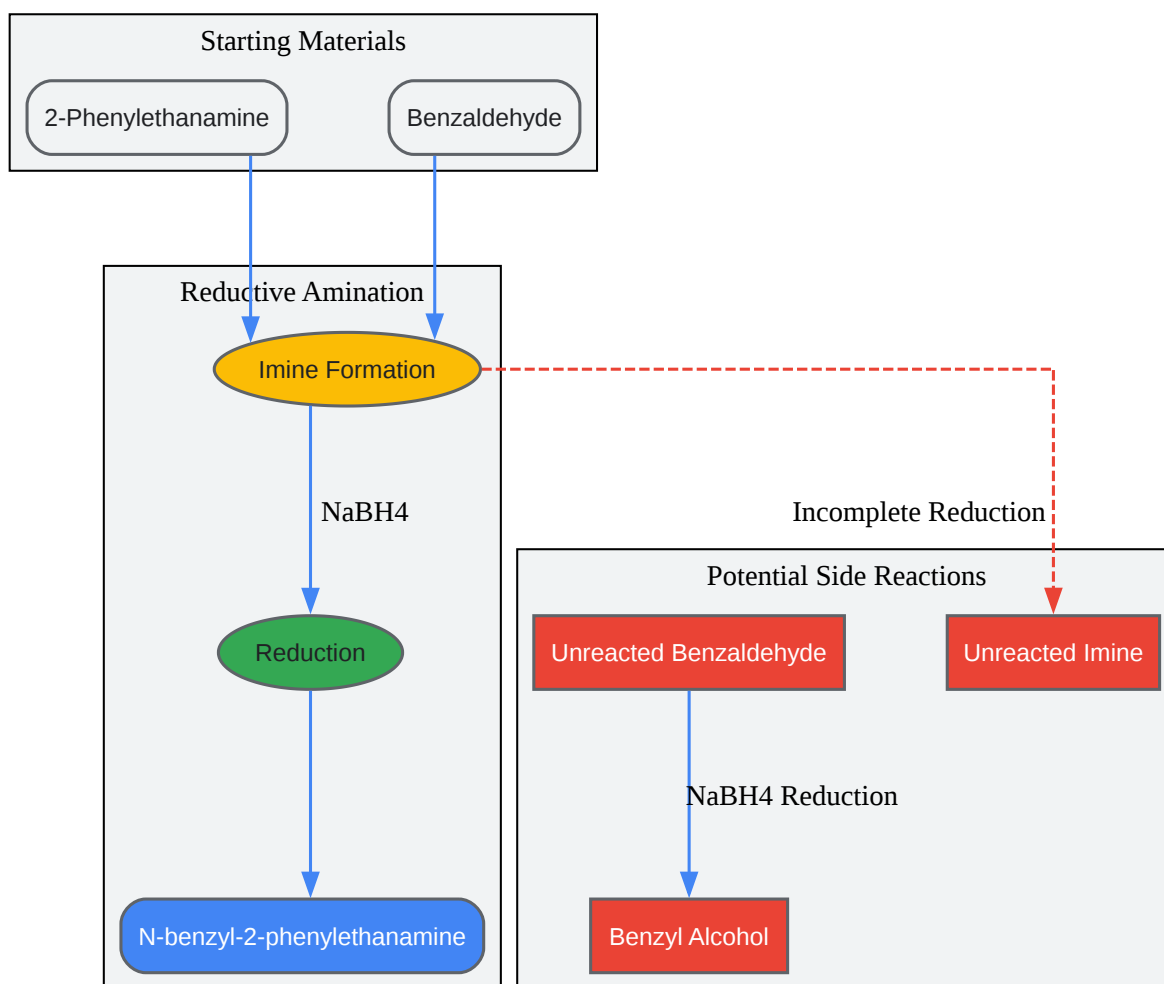 Starting Materials
2-Phenylethanamine
Benzaldehyde
Reductive Amination
Imine Formation
NaBH4
Incomplete Reduction
Potential Side Reactions
Reduction
Unreacted Benzaldehyde
Unreacted Imine
NaBH4 Reduction
N-benzyl-2-phenylethanamine
Benzyl Alcohol